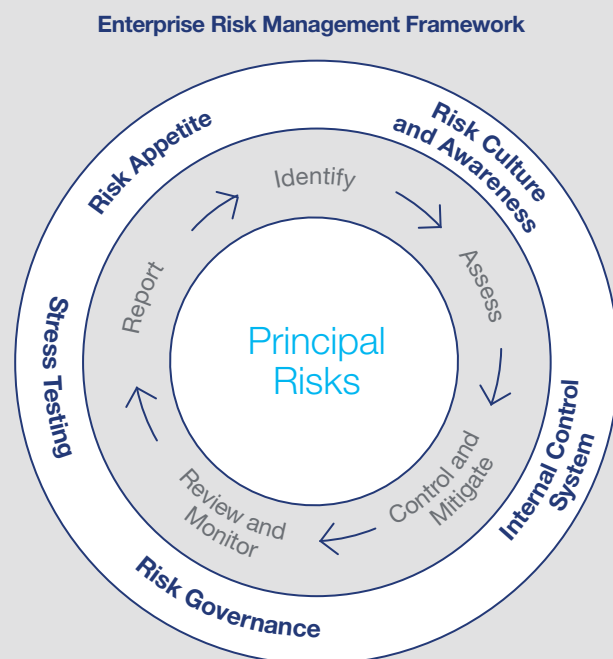 Enterprise Risk Management Framework
Risk Appetite
Risk Culture
and Awareness
Internal Control
System
Risk Governance
Stress Testing
Identify
Assess
Control and
Mitigate
Review and
Monitor
Report
Principal
Risks